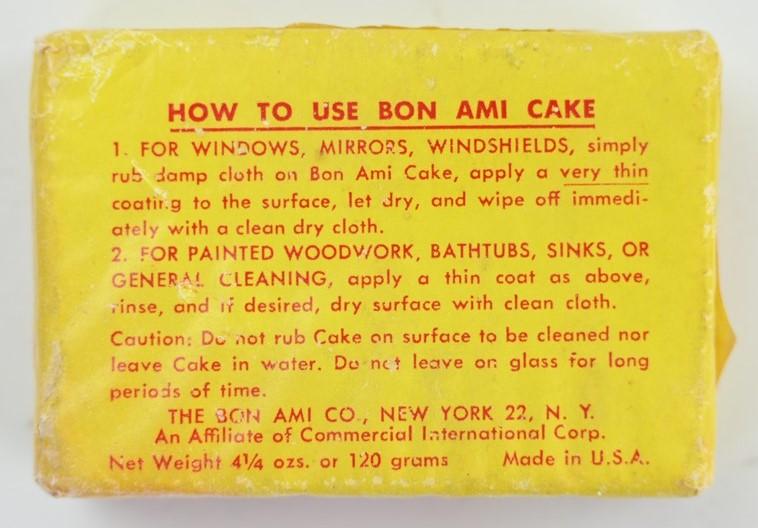 HOW TO USE BON AMI CAKE
1. FOR WINDOWS, MIRRORS, WINDSHIELDS, simply
rub damp cloth on Bon Ami Cake, apply a very thin
coating to the surface, let dry, and wipe off immedi-
ately with a clean dry cloth.
2. FOR PAINTED WOODWORK, BATHTUBS, SINKS, OR
GENERAL CLEANING, apply a thin coat as above,
rinse, and if desired, dry surface with clean cloth.
Caution: Do not rub Cake on surface to be cleaned nor
leave Cake in water. Do not leave on glass for long
periods of time.
THE BON AMI CO., NEW YORK 22, N. Y.
An Affiliate of Commercial International Corp.
Net Weight 4¼ ozs. or 120 grams Made in U.S.A.